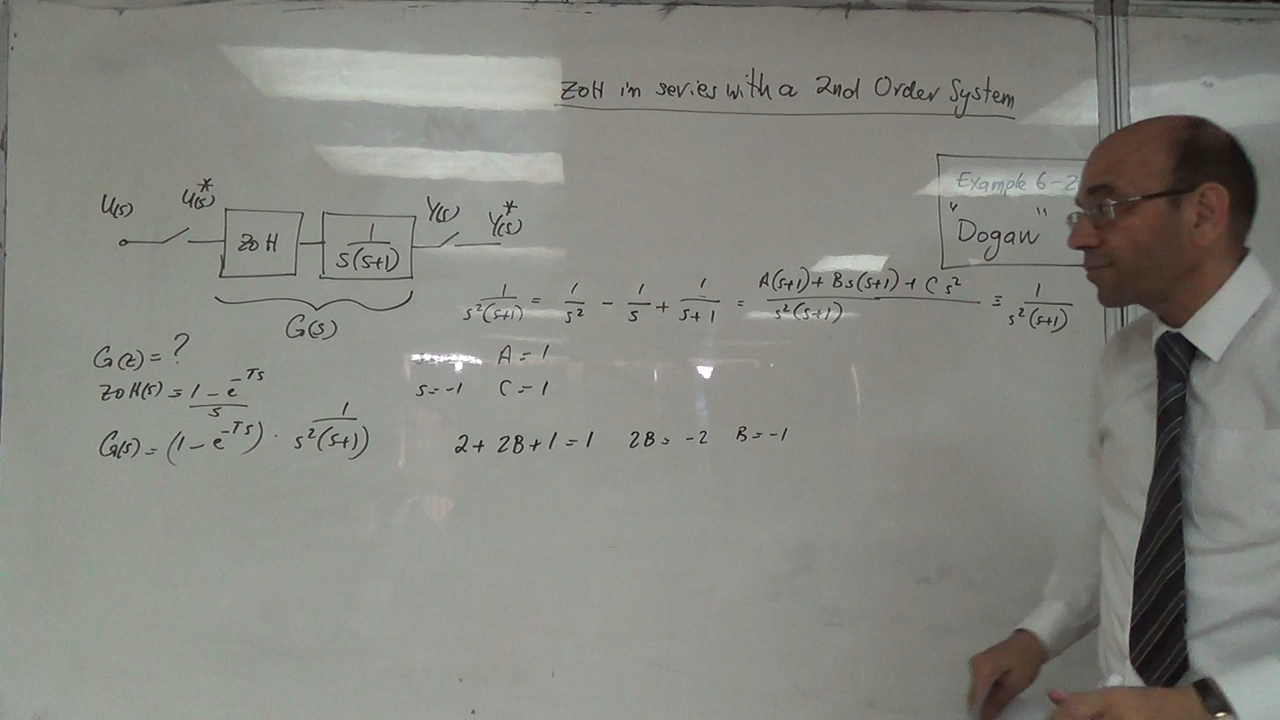 ZOH in series with a 2nd Order System
Example 6-2
"Dogan"
U(s) U*(s) ZOH 1/(s(s+1)) Y(s) Y*(s)
G(s)
1/(s²(s+1)) = 1/s² - 1/s + 1/(s+1) = (A(s+1) + Bs(s+1) + Cs²)/(s²(s+1)) ≡ 1/(s²(s+1))
G(z) = ?
A = 1
ZOH(s) = (1 - e^-Ts)/s
s = -1 C = 1
G(s) = (1 - e^-Ts) · 1/(s²(s+1))
2 + 2B + 1 = 1 2B = -2 B = -1